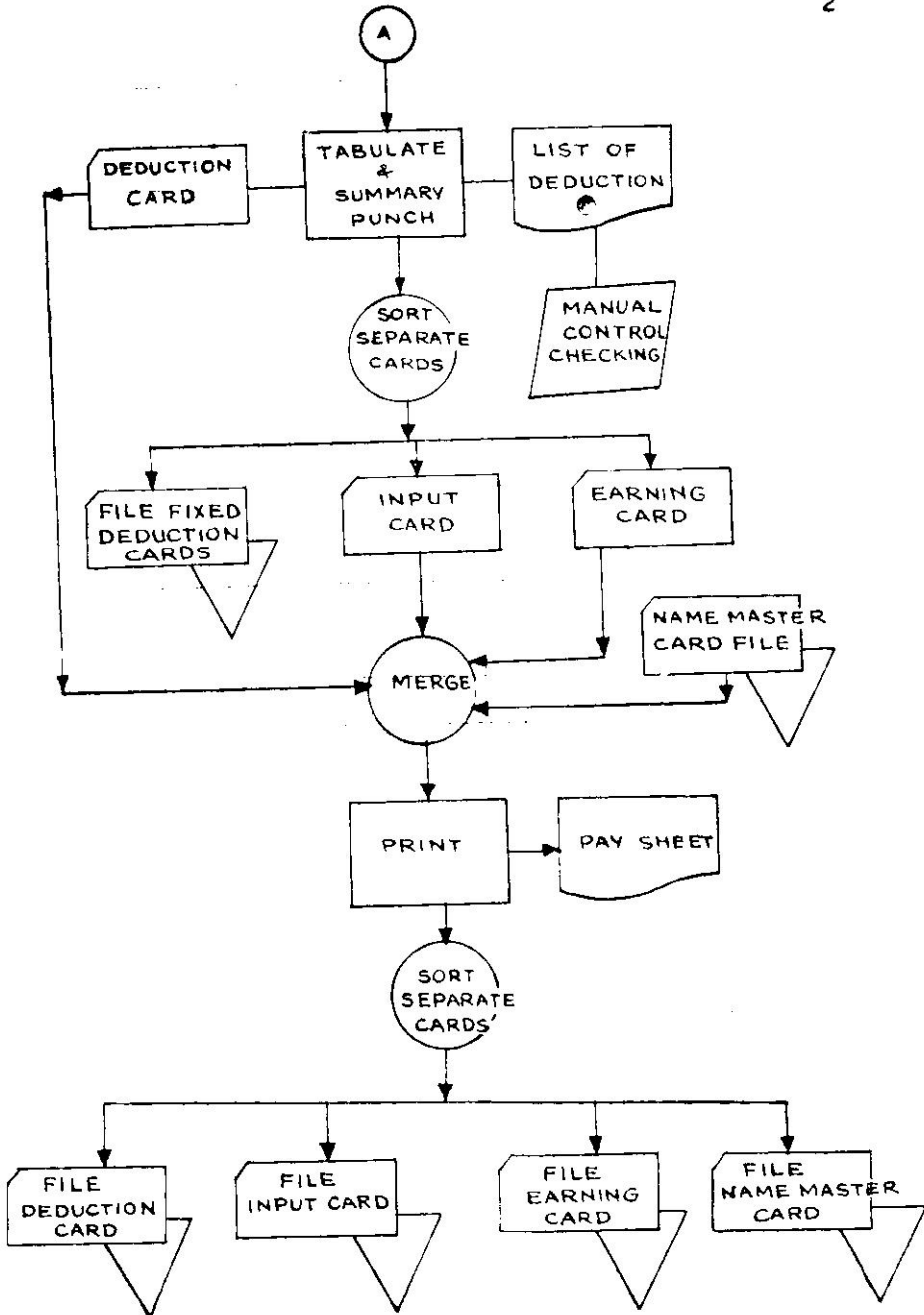 2
A
DEDUCTION
CARD
TABULATE
&
SUMMARY
PUNCH
LIST OF
DEDUCTION
SORT
SEPARATE
CARDS
MANUAL
CONTROL
CHECKING
FILE FIXED
DEDUCTION
CARDS
INPUT
CARD
EARNING
CARD
NAME MASTER
CARD FILE
MERGE
PRINT
PAY SHEET
SORT
SEPARATE
CARDS
FILE
DEDUCTION
CARD
FILE
INPUT CARD
FILE
EARNING
CARD
FILE
NAME MASTER
CARD